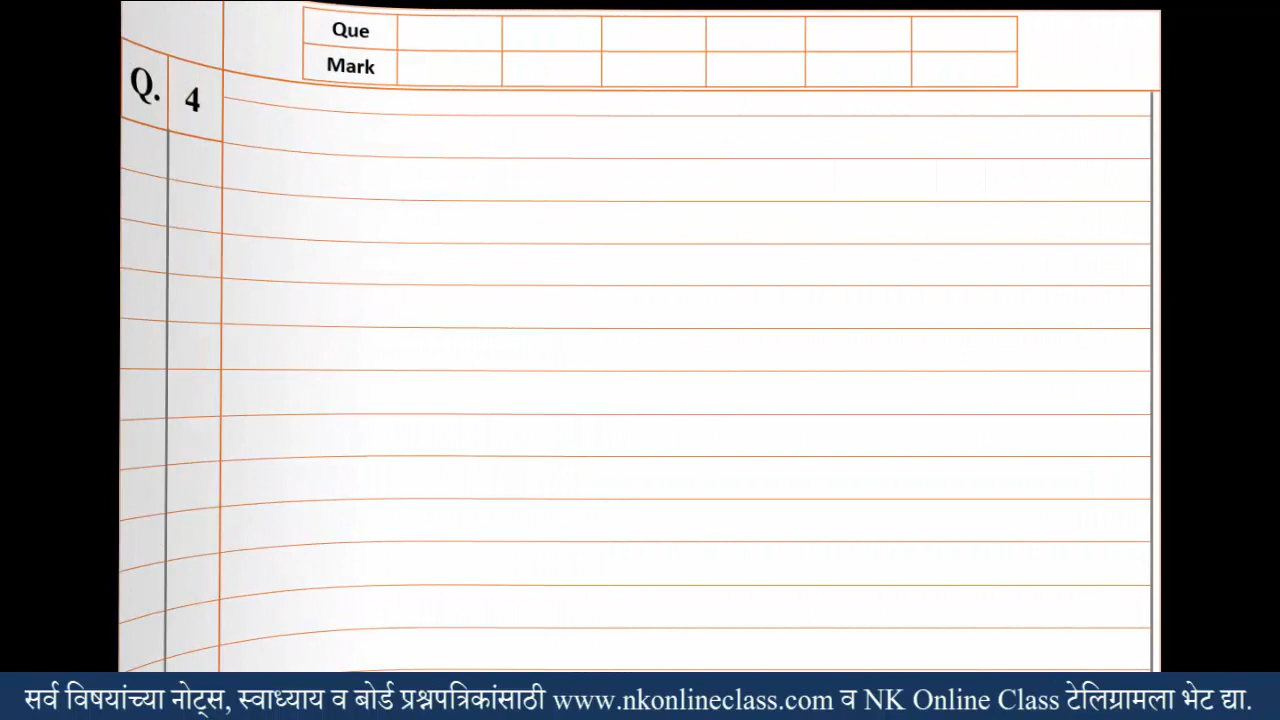 Que
Mark
Q. 4
सर्व विषयांच्या नोट्स, स्वाध्याय व बोर्ड प्रश्नपत्रिकांसाठी www.nkonlineclass.com व NK Online Class टेलिग्रामला भेट द्या.